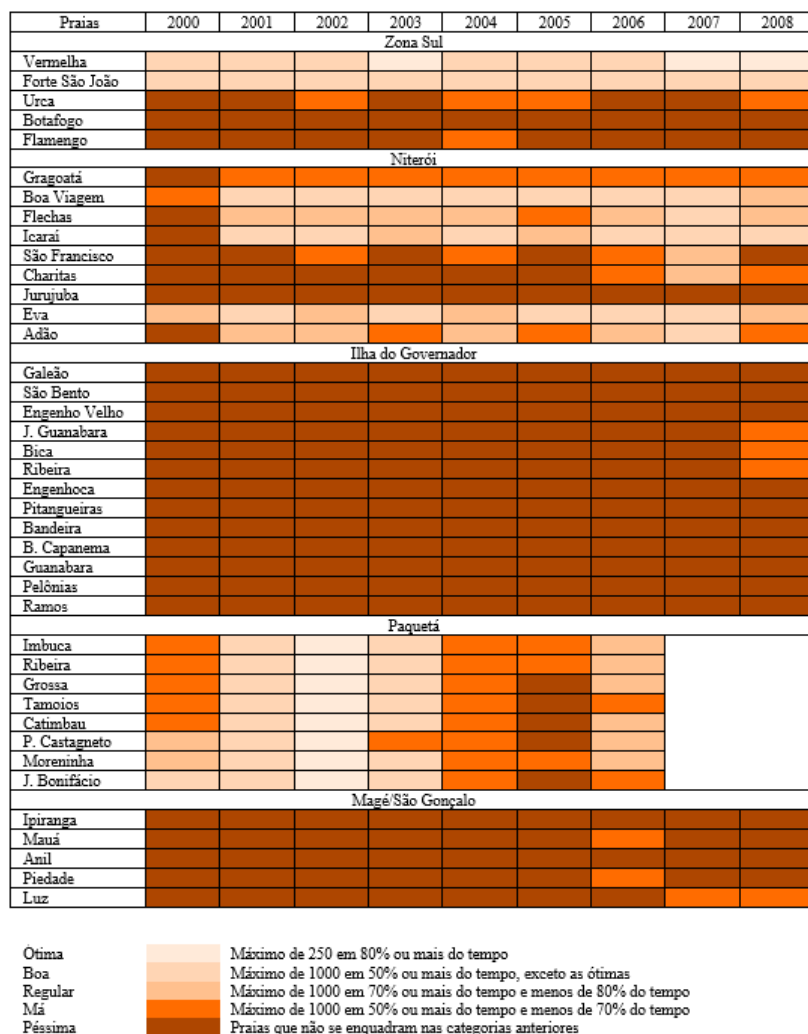 Praias 2000 2001 2002 2003 2004 2005 2006 2007 2008
Zona Sul
Vermelha
Forte São João
Urca
Botafogo
Flamengo
Niterói
Gragoatá
Boa Viagem
Flechas
Icaraí
São Francisco
Charitas
Jurujuba
Eva
Adão
Ilha do Governador
Galeão
São Bento
Engenho Velho
J. Guanabara
Bica
Ribeira
Engenhoca
Pitangueiras
Bandeira
B. Capanema
Guanabara
Pelônias
Ramos
Paquetá
Imbuca
Ribeira
Grossa
Tamoios
Catimbau
P. Castagneto
Moreninha
J. Bonifácio
Magé/São Gonçalo
Ipiranga
Mauá
Anil
Piedade
Luz
Ótima Máximo de 250 em 80% ou mais do tempo
Boa Máximo de 1000 em 50% ou mais do tempo, exceto as ótimas
Regular Máximo de 1000 em 70% ou mais do tempo e menos de 80% do tempo
Má Máximo de 1000 em 50% ou mais do tempo e menos de 70% do tempo
Péssima Praias que não se enquadram nas categorias anteriores